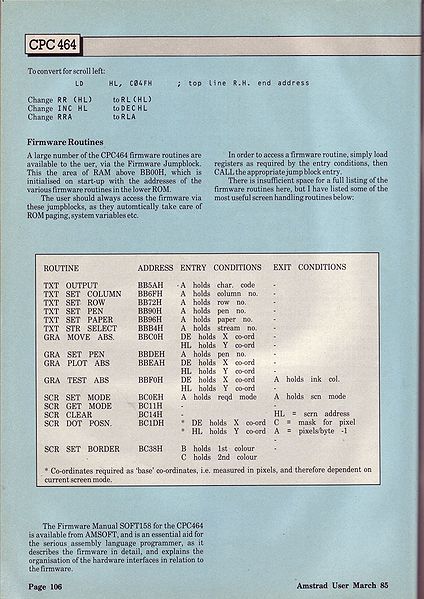 CPC 464
To convert for scroll left:
LD HL, C04FH ; top line R.H. end address
Change RR (HL) to RL (HL)
Change INC HL to DEC HL
Change RRA to RLA
Firmware Routines
A large number of the CPC464 firmware routines are
available to the uer, via the Firmware Jumpblock.
This the area of RAM above BB00H, which is
initialised on start-up with the addresses of the
various firmware routines in the lower ROM.
The user should always access the firmware via
these jumpblocks, as they automtically take care of
ROM paging, system variables etc.
In order to access a firmware routine, simply load
registers as required by the entry conditions, then
CALL the appropriate jump block entry.
There is insufficient space for a full listing of the
firmware routines here, but I have listed some of the
most useful screen handling routines below:
ROUTINE ADDRESS ENTRY CONDITIONS EXIT CONDITIONS
TXT OUTPUT BB5AH A holds char. code -
TXT SET COLUMN BB6FH A holds column no. -
TXT SET ROW BB72H A holds row no. -
TXT SET PEN BB90H A holds pen no. -
TXT SET PAPER BB96H A holds paper no. -
TXT STR SELECT BBB4H A holds stream no. -
GRA MOVE ABS. BBC0H DE holds X co-ord -
HL holds Y co-ord
GRA SET PEN BBDEH A holds pen no. -
GRA PLOT ABS BBEAH DE holds X co-ord -
HL holds Y co-ord
GRA TEST ABS BBF0H DE holds X co-ord A holds ink col.
HL holds Y co-ord -
SCR SET MODE BC0EH A holds reqd mode A holds scn mode
SCR GET MODE BC11H - -
SCR CLEAR BC14H - HL = scrn address
SCR DOT POSN. BC1DH * DE holds X co-ord C = mask for pixel
* HL holds Y co-ord A = pixels/byte -1
SCR SET BORDER BC38H B holds 1st colour -
C holds 2nd colour
* Co-ordinates required as 'base' co-ordinates, i.e. measured in pixels, and therefore dependent on
current screen mode.
The Firmware Manual SOFT158 for the CPC464
is available from AMSOFT, and is an essential aid for
the serious assembly language programmer, as it
describes the firmware in detail, and explains the
organisation of the hardware interfaces in relation to
the firmware.
Page 106 Amstrad User March 85